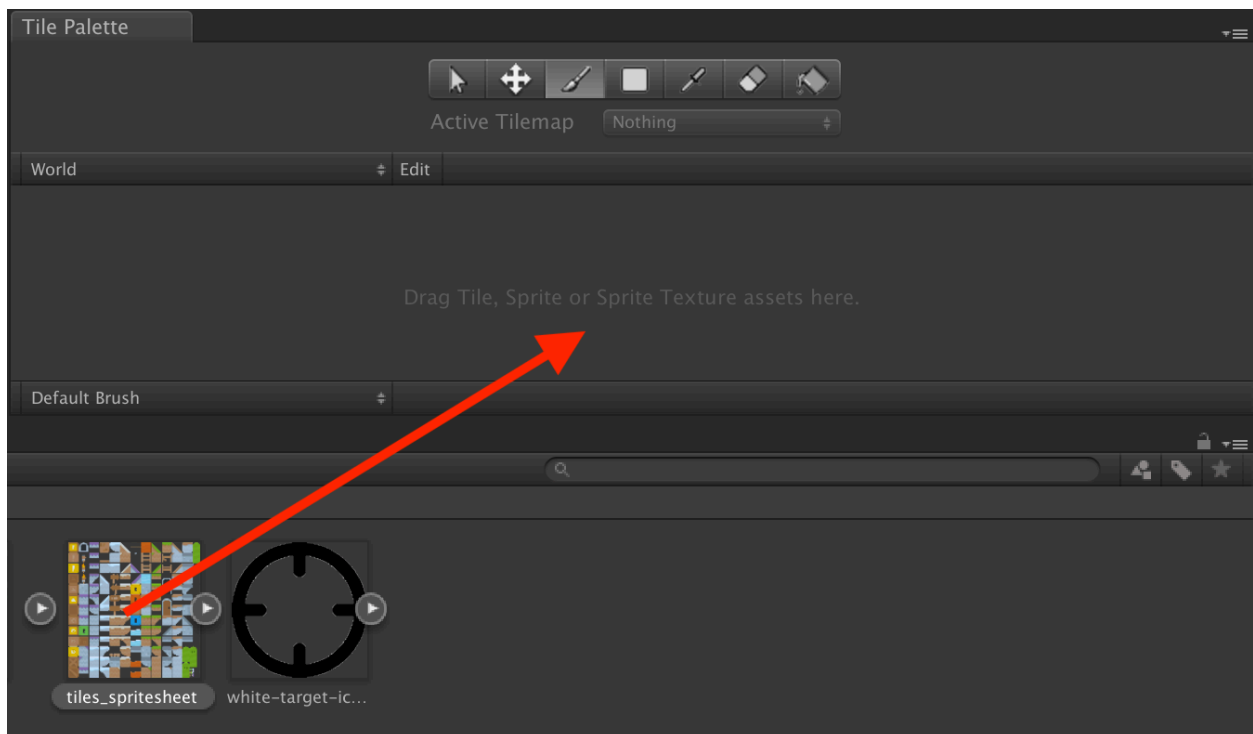 Tile Palette
Active Tilemap Nothing
World Edit
Drag Tile, Sprite or Sprite Texture assets here.
Default Brush
tiles_spritesheet white-target-ic...